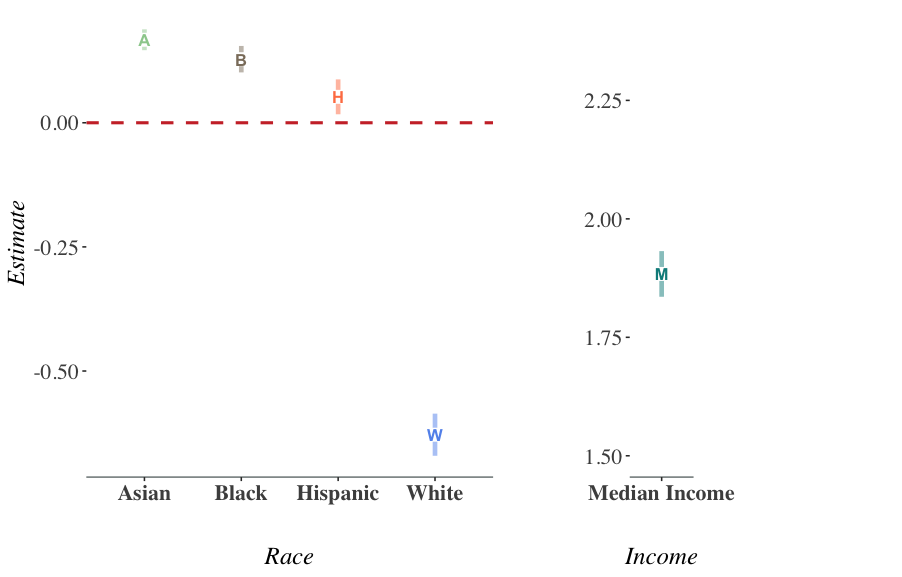 A
B
H
W
0.00
-0.25
-0.50
Estimate
Asian Black Hispanic White
Race
2.25
2.00
1.75
1.50
M
Median Income
Income